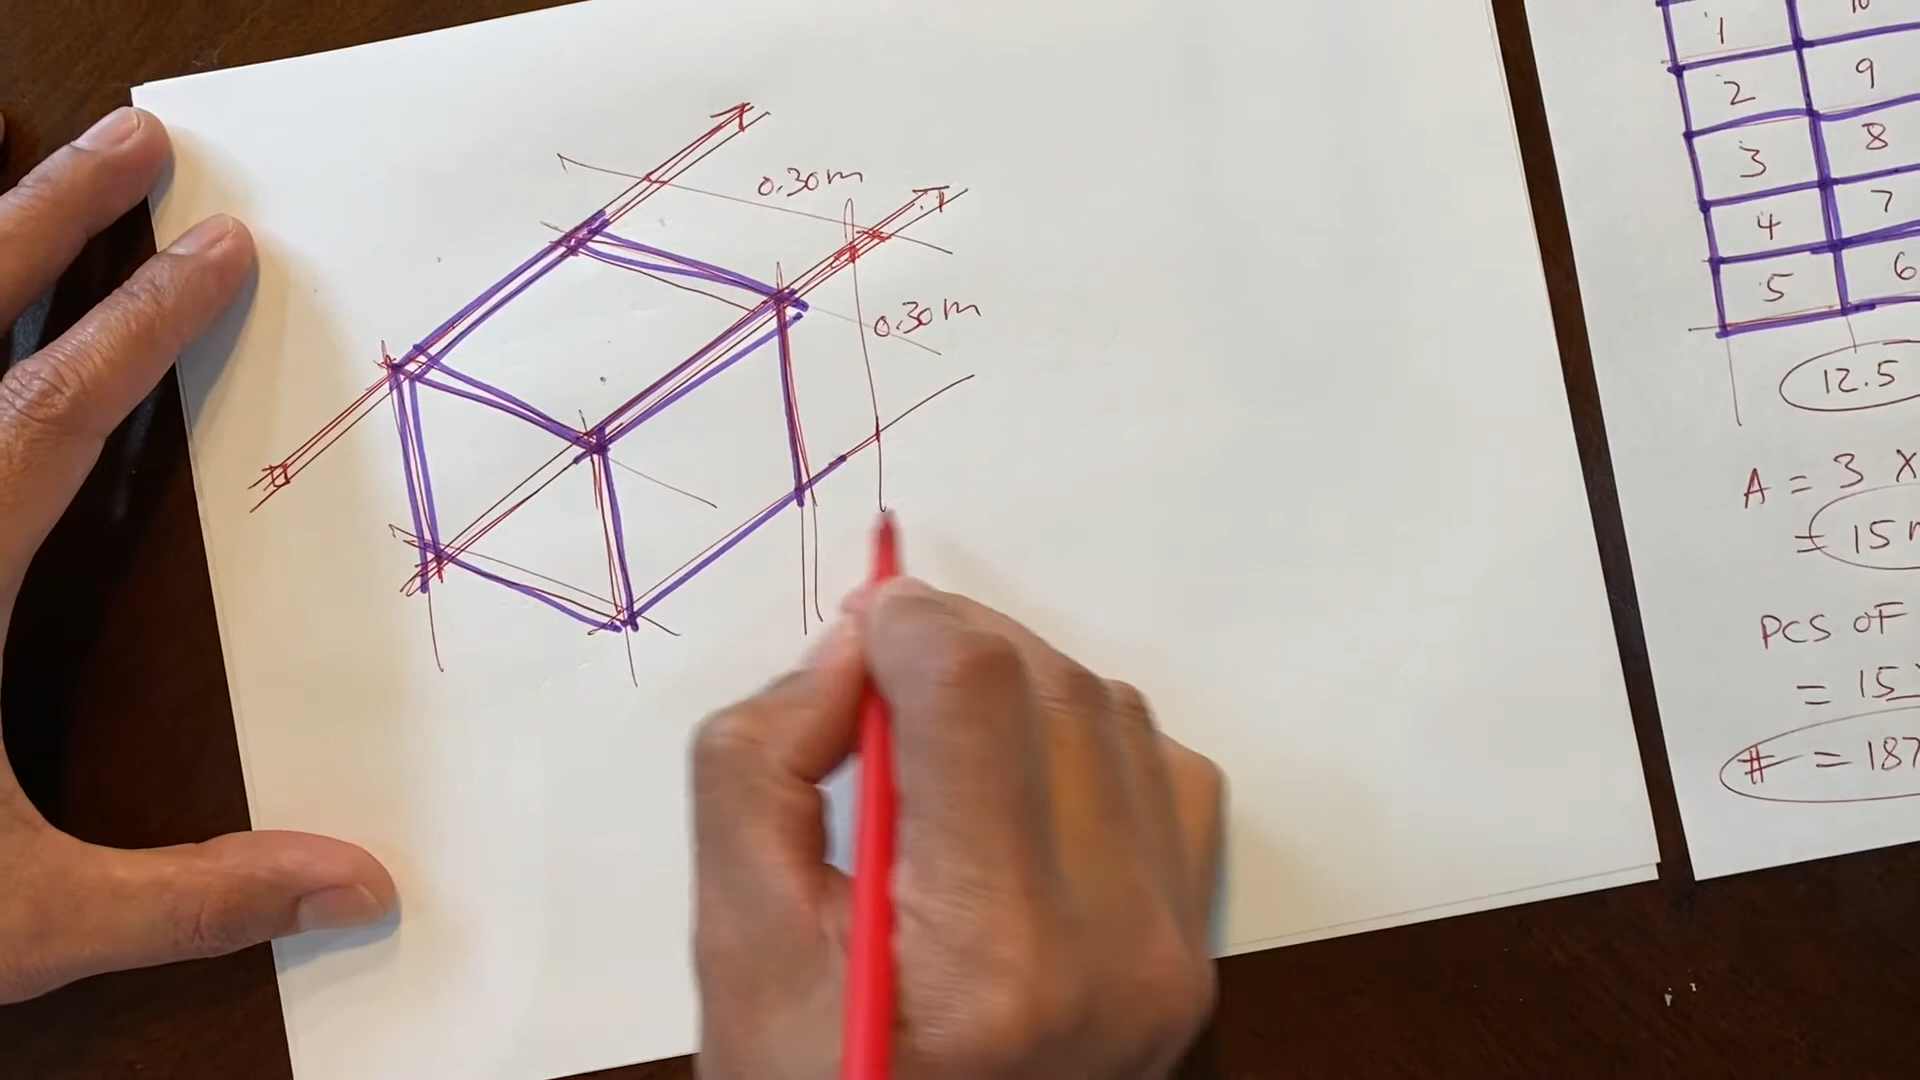 0.30m
0.30m
1
10
2
9
3
8
4
7
5
6
12.5
A = 3 X
= 15
PCS OF
= 15
# = 187